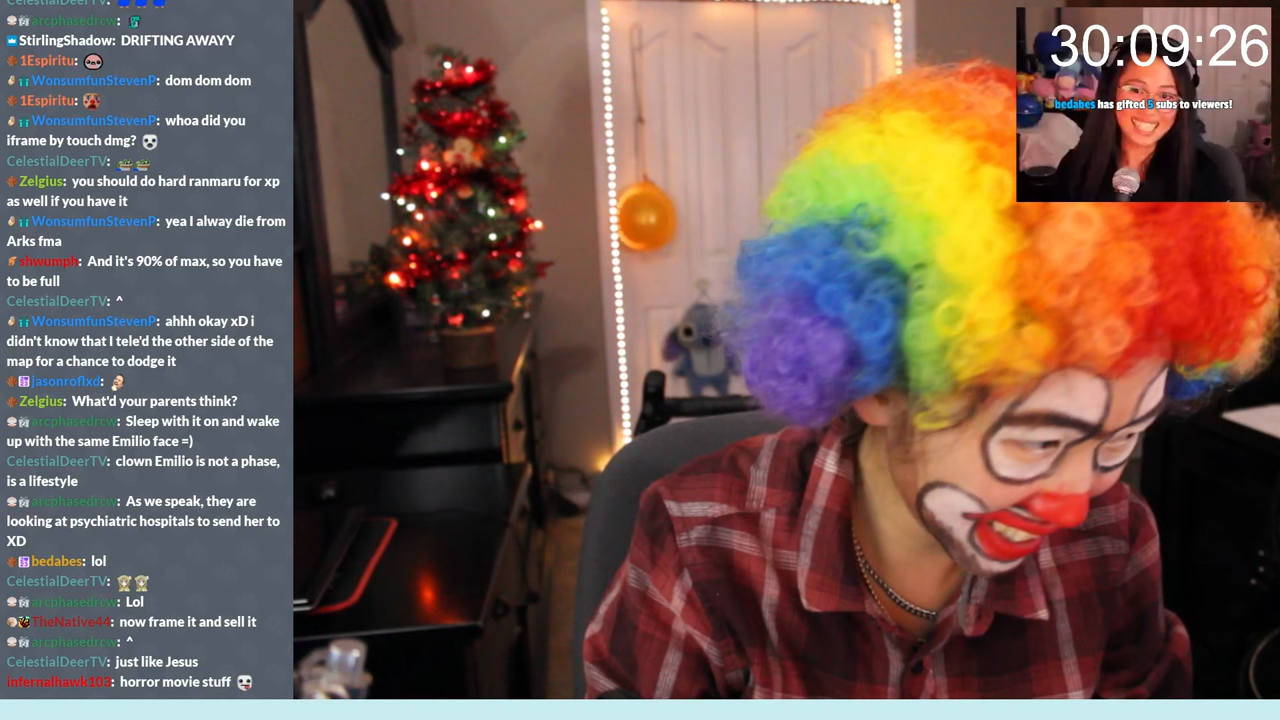 CelestialDeerTV:
arcphasedrcw:
StirlingShadow: DRIFTING AWAYY
1Espiritu:
WonsumfunStevenP: dom dom dom
1Espiritu:
WonsumfunStevenP: whoa did you
iframe by touch dmg?
CelestialDeerTV:
Zelgius: you should do hard ranmaru for xp
as well if you have it
WonsumfunStevenP: yea I alway die from
Arks fma
shwumph: And it's 90% of max, so you have
to be full
CelestialDeerTV: ^
WonsumfunStevenP: ahhh okay xD i
didn't know that I tele'd the other side of the
map for a chance to dodge it
jasonroflxd:
Zelgius: What'd your parents think?
arcphasedrcw: Sleep with it on and wake
up with the same Emilio face =)
CelestialDeerTV: clown Emilio is not a phase,
is a lifestyle
arcphasedrcw: As we speak, they are
looking at psychiatric hospitals to send her to
XD
bedabes: lol
CelestialDeerTV:
arcphasedrcw: Lol
TheNative44: now frame it and sell it
arcphasedrcw: ^
CelestialDeerTV: just like Jesus
infernalhawk103: horror movie stuff
30:09:26
bedabes has gifted 5 subs to viewers!